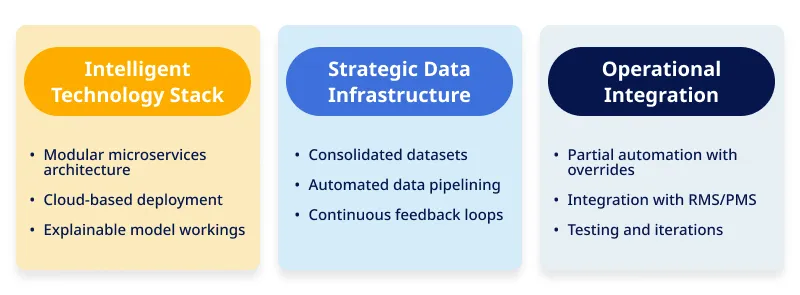 Intelligent
Technology Stack
• Modular microservices
architecture
• Cloud-based deployment
• Explainable model workings
Strategic Data
Infrastructure
• Consolidated datasets
• Automated data pipelining
• Continuous feedback loops
Operational
Integration
• Partial automation with
overrides
• Integration with RMS/PMS
• Testing and iterations